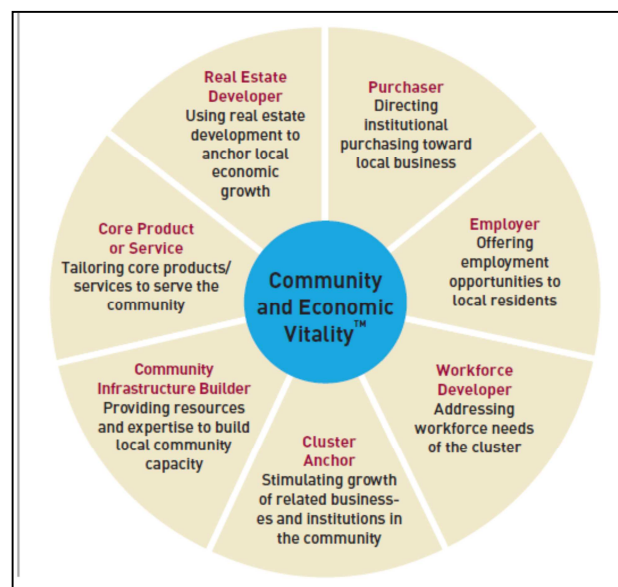 Real Estate
Developer
Using real estate
development to
anchor local
economic
growth
Purchaser
Directing
institutional
purchasing toward
local business
Employer
Offering
employment
opportunities to
local residents
Workforce
Developer
Addressing
workforce needs
of the cluster
Cluster
Anchor
Stimulating growth
of related business-
es and institutions in
the community
Community
Infrastructure Builder
Providing resources
and expertise to build
local community
capacity
Core Product
or Service
Tailoring core products/
services to serve the
community
Community
and Economic
Vitality™